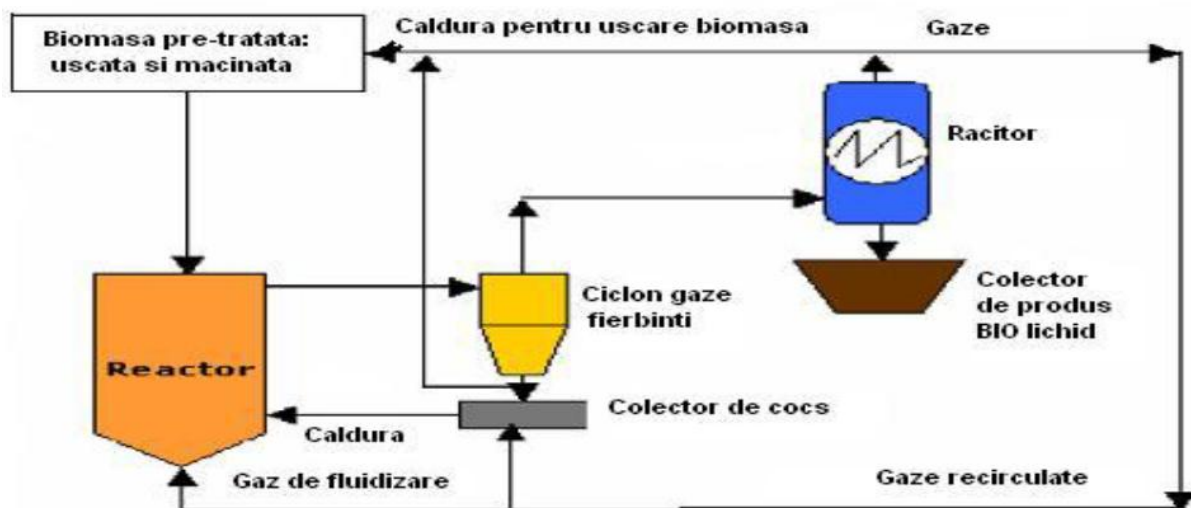 Biomasa pre-tratata:
uscata si macinata
Caldura pentru uscare biomasa
Gaze
Racitor
Ciclon gaze
fierbinti
Colector
de produs
BIO lichid
Reactor
Colector de cocs
Caldura
Gaz de fluidizare
Gaze recirculate